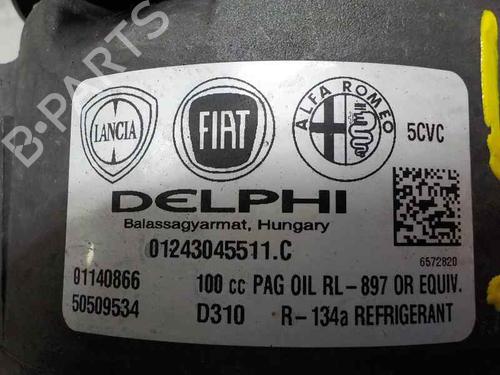 B-PARTS
LANCIA
FIAT
ALFA ROMEO
5CVC
DELPHI
Balassagyarmat, Hungary
01243045511.C
6572820
01140866
100 cc PAG OIL RL-897 OR EQUIV.
50509534
D310
R-134a REFRIGERANT